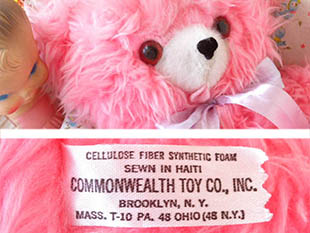 CELLULOSE FIBER SYNTHETIC FOAM
SEWN IN HAITI
COMMONWEALTH TOY CO., INC.
BROOKLYN, N. Y.
MASS. T-10 PA. 48 OHIO (48 N.Y.)